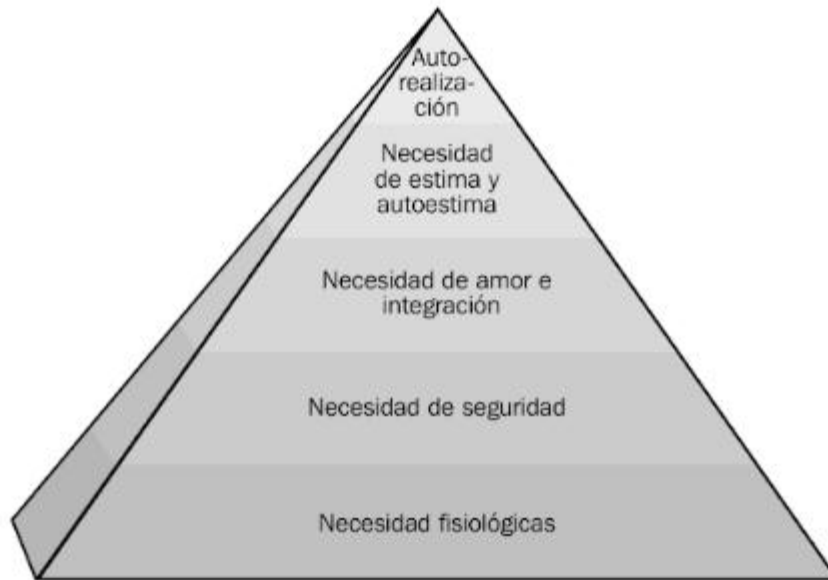 Auto-
realiza-
ción
Necesidad
de estima y
autoestima
Necesidad de amor e
integración
Necesidad de seguridad
Necesidad fisiológicas